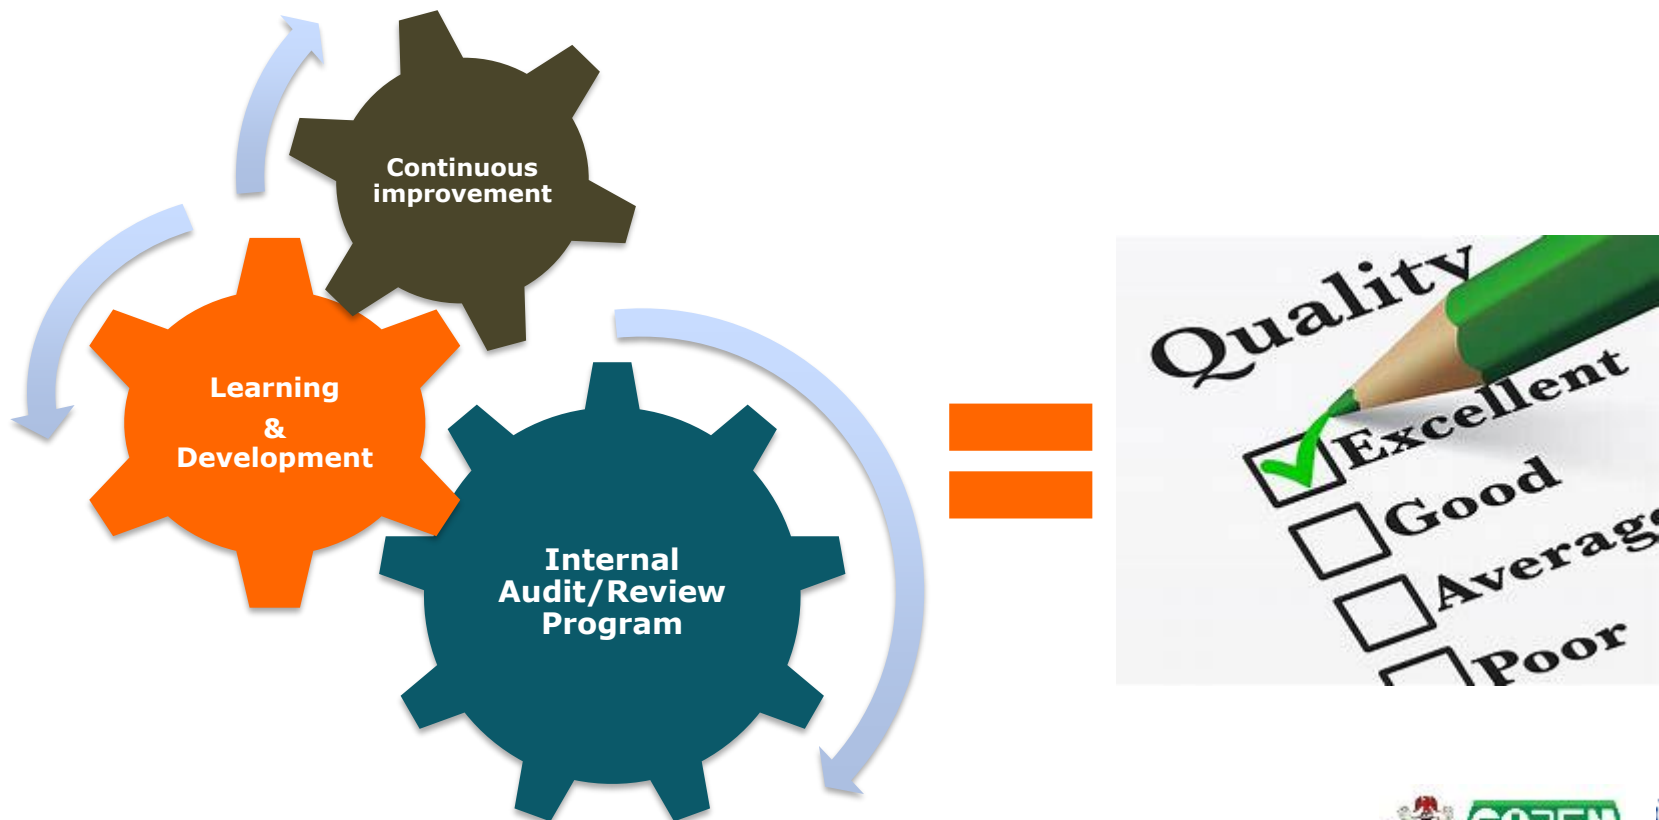 Continuous
improvement
Learning
&
Development
Internal
Audit/Review
Program
Quality
Excellent
Good
Average
Poor